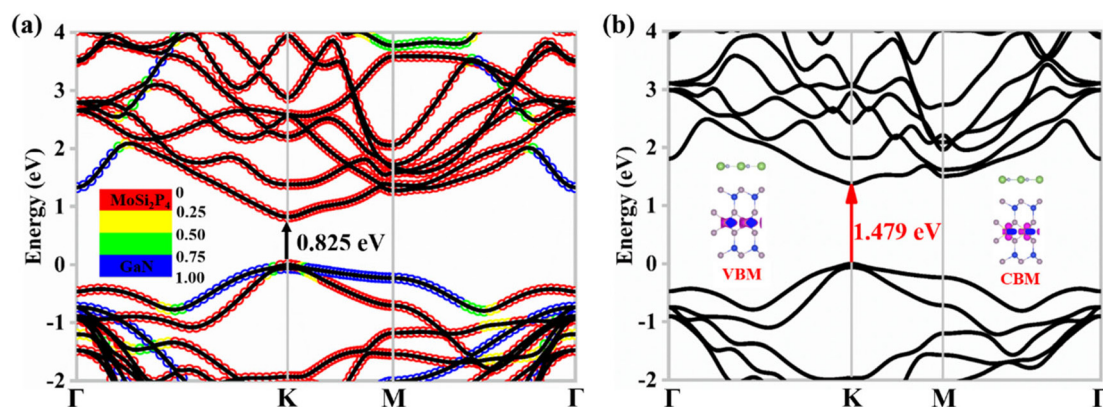 (a)
4
3
2
1
0
-1
-2
Energy (eV)
MoSi₂P₄
GaN
0
0.25
0.50
0.75
1.00
0.825 eV
Γ K M Γ
(b)
4
3
2
1
0
-1
-2
Energy (eV)
VBM
1.479 eV
CBM
Γ K M Γ